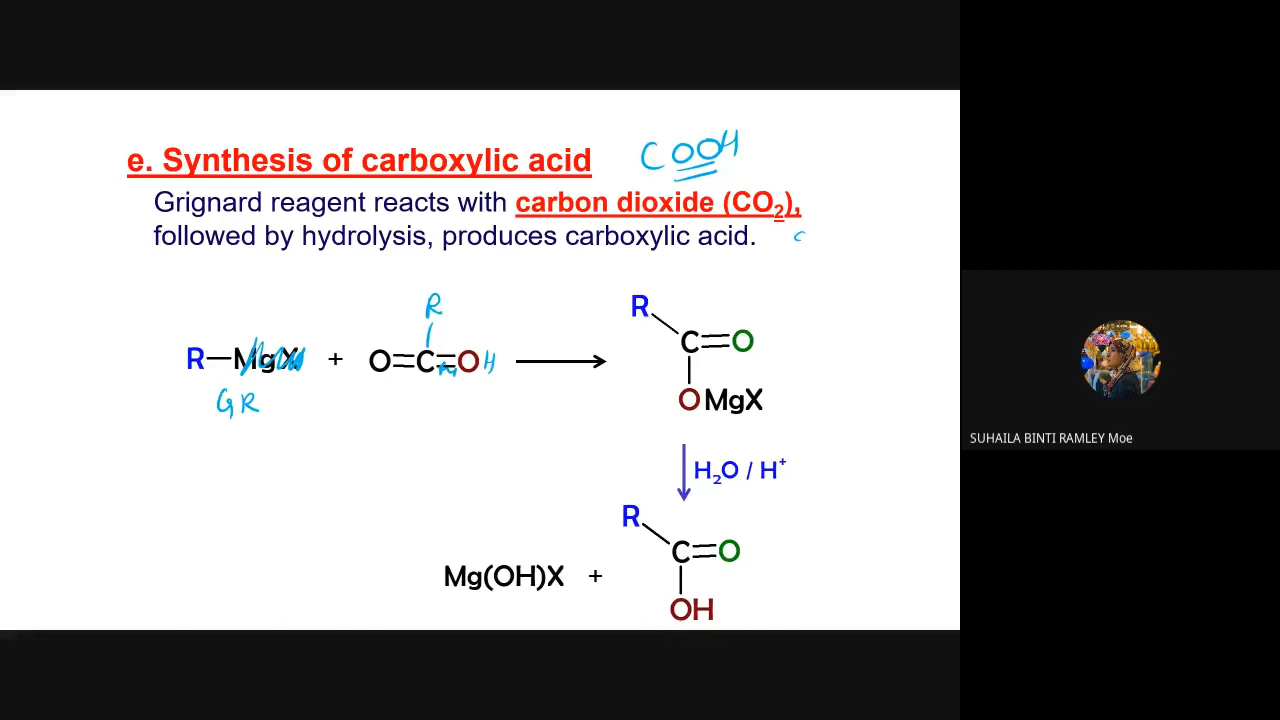 e. Synthesis of carboxylic acid COOH
Grignard reagent reacts with carbon dioxide (CO2),
followed by hydrolysis, produces carboxylic acid. c
R
R
R—MgX + O=C=O H
C=O
GR
OMgX
H2O / H+
R
C=O
Mg(OH)X +
OH
SUHAILA BINTI RAMLEY Moe